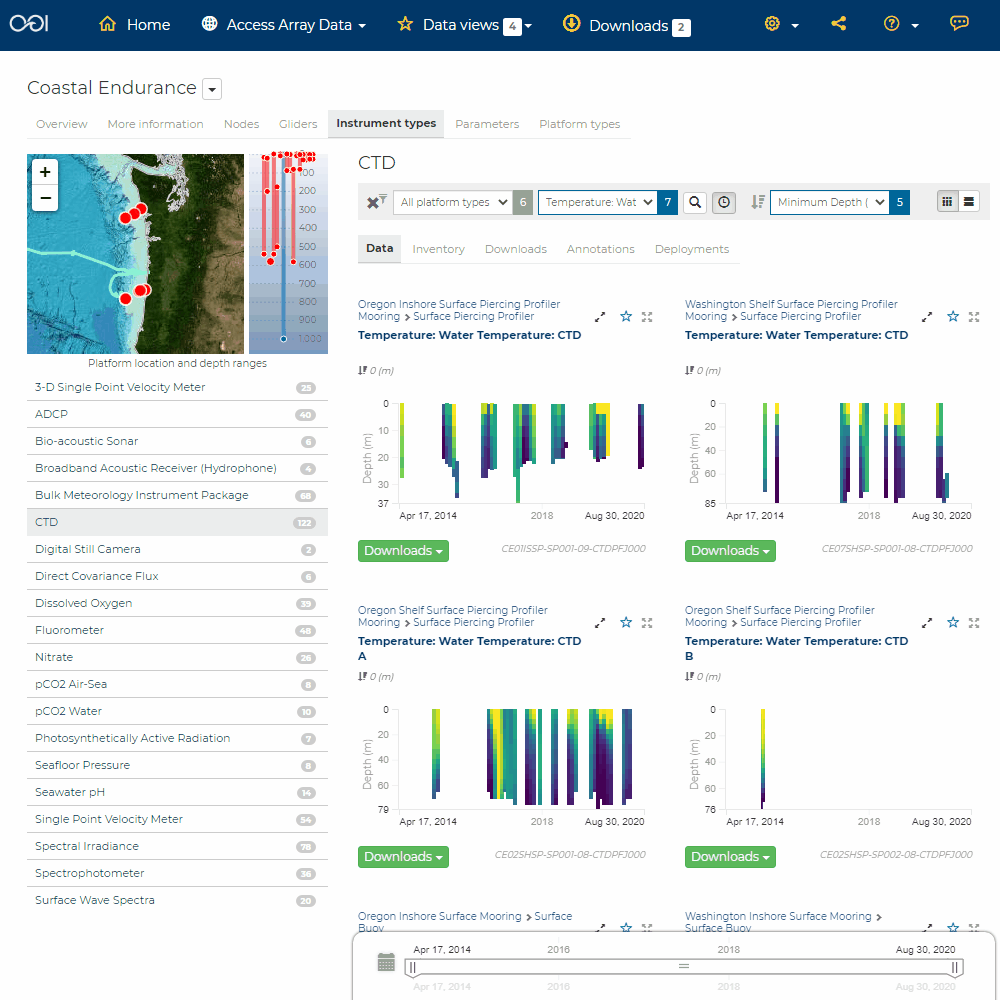 OOI Home Access Array Data Data views 4 Downloads 2
Coastal Endurance
Overview More information Nodes Gliders Instrument types Parameters Platform types
+
−
100
200
300
400
500
600
700
800
900
1,000
Platform location and depth ranges
3-D Single Point Velocity Meter 25
ADCP 40
Bio-acoustic Sonar 6
Broadband Acoustic Receiver (Hydrophone) 4
Bulk Meteorology Instrument Package 68
CTD 122
Digital Still Camera 2
Direct Covariance Flux 6
Dissolved Oxygen 39
Fluorometer 48
Nitrate 26
pCO2 Air-Sea 8
pCO2 Water 10
Photosynthetically Active Radiation 7
Seafloor Pressure 8
Seawater pH 14
Single Point Velocity Meter 54
Spectral Irradiance 78
Spectrophotometer 36
Surface Wave Spectra 20
CTD
All platform types 6 Temperature: Wat 7 Minimum Depth ( 5
Data Inventory Downloads Annotations Deployments
Oregon Inshore Surface Piercing Profiler
Mooring > Surface Piercing Profiler
Temperature: Water Temperature: CTD
0 (m)
Depth (m)
0
10
20
30
37
Apr 17, 2014 2018 Aug 30, 2020
Downloads CE01ISSP-SP001-09-CTDPFJ000
Washington Shelf Surface Piercing Profiler
Mooring > Surface Piercing Profiler
Temperature: Water Temperature: CTD
0 (m)
Depth (m)
0
20
40
60
85
Apr 17, 2014 2018 Aug 30, 2020
Downloads CE07SHSP-SP001-08-CTDPFJ000
Oregon Shelf Surface Piercing Profiler
Mooring > Surface Piercing Profiler
Temperature: Water Temperature: CTD
A
0 (m)
Depth (m)
0
20
40
60
79
Apr 17, 2014 2018 Aug 30, 2020
Downloads CE02SHSP-SP001-08-CTDPFJ000
Oregon Shelf Surface Piercing Profiler
Mooring > Surface Piercing Profiler
Temperature: Water Temperature: CTD
B
0 (m)
Depth (m)
0
20
40
60
76
Apr 17, 2014 2018 Aug 30, 2020
Downloads CE02SHSP-SP002-08-CTDPFJ000
Oregon Inshore Surface Mooring > Surface
Buoy
Washington Inshore Surface Mooring >
Surface Buoy
Apr 17, 2014 2016 2018 Aug 30, 2020
Apr 17, 2014 2016 2018 Aug 30, 2020